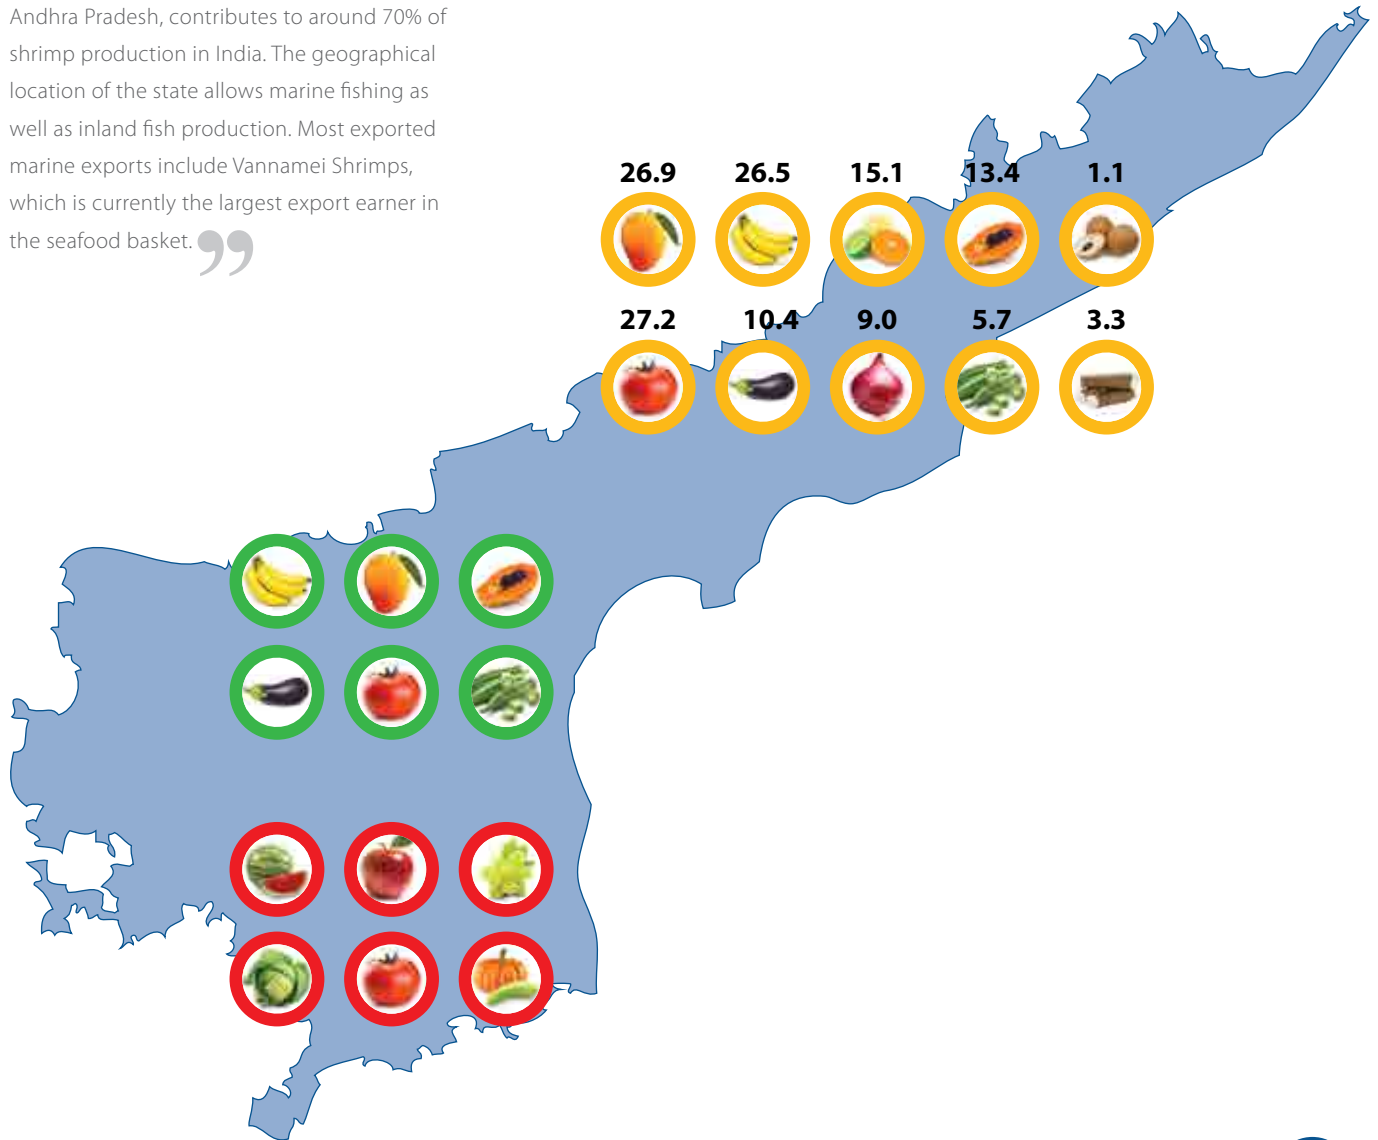 Andhra Pradesh, contributes to around 70% of
shrimp production in India. The geographical
location of the state allows marine fishing as
well as inland fish production. Most exported
marine exports include Vannamei Shrimps,
which is currently the largest export earner in
the seafood basket.”
26.9 26.5 15.1 13.4 1.1
27.2 10.4 9.0 5.7 3.3